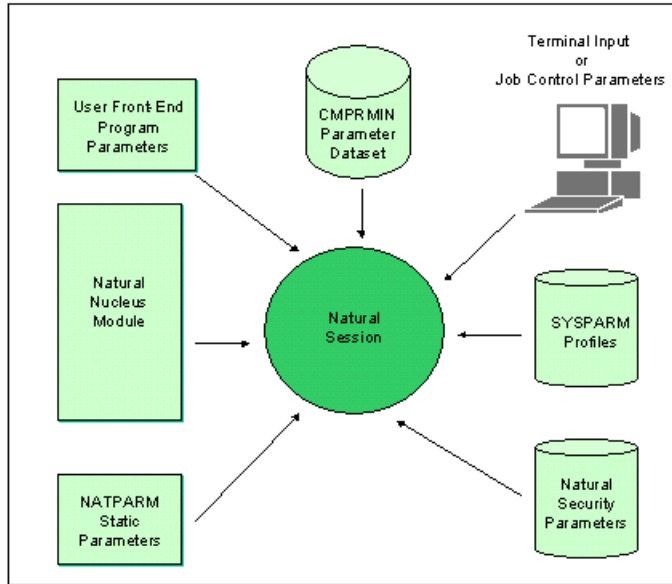 Terminal Input
or
Job Control Parameters
User Front-End
Program
Parameters
CMPRMIN
Parameter
Dataset
Natural
Nucleus
Module
Natural
Session
SYSPARM
Profiles
NATPARM
Static
Parameters
Natural
Security
Parameters